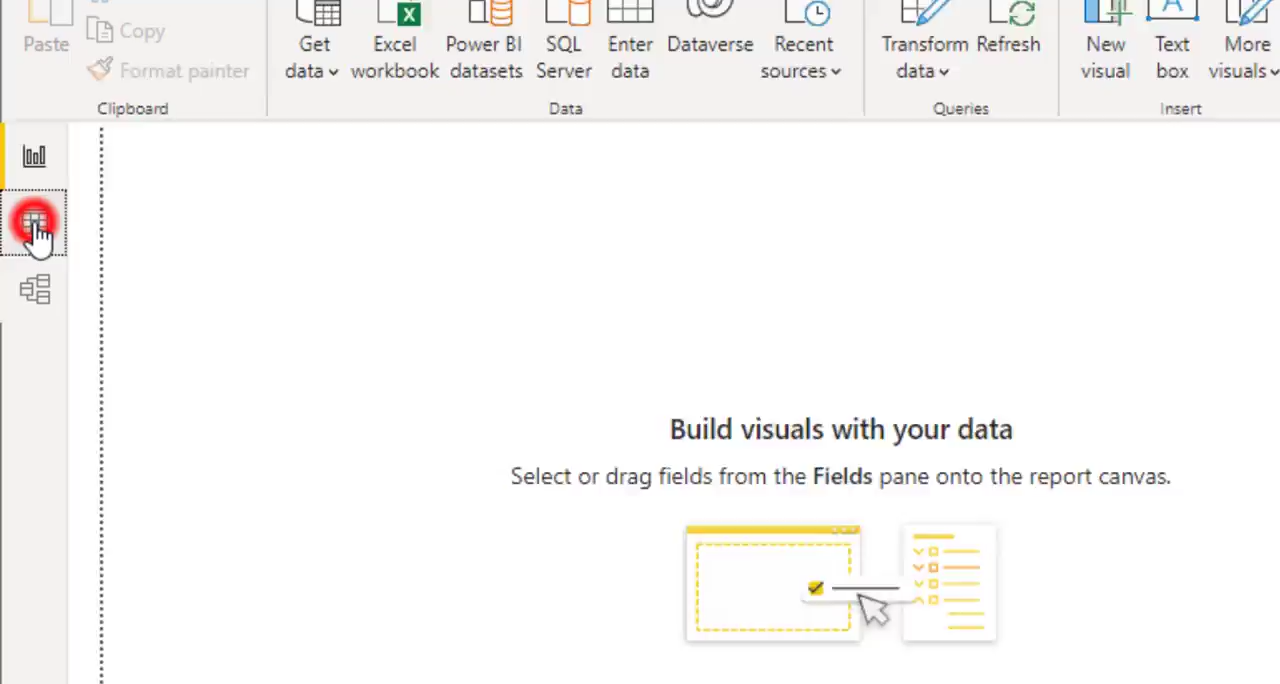 Paste
Copy
Format painter
Clipboard
Get data
Excel workbook
Power BI datasets
SQL Server
Enter data
Dataverse
Recent sources
Data
Transform data
Refresh
Queries
New visual
Text box
More visuals
Insert
Build visuals with your data
Select or drag fields from the Fields pane onto the report canvas.